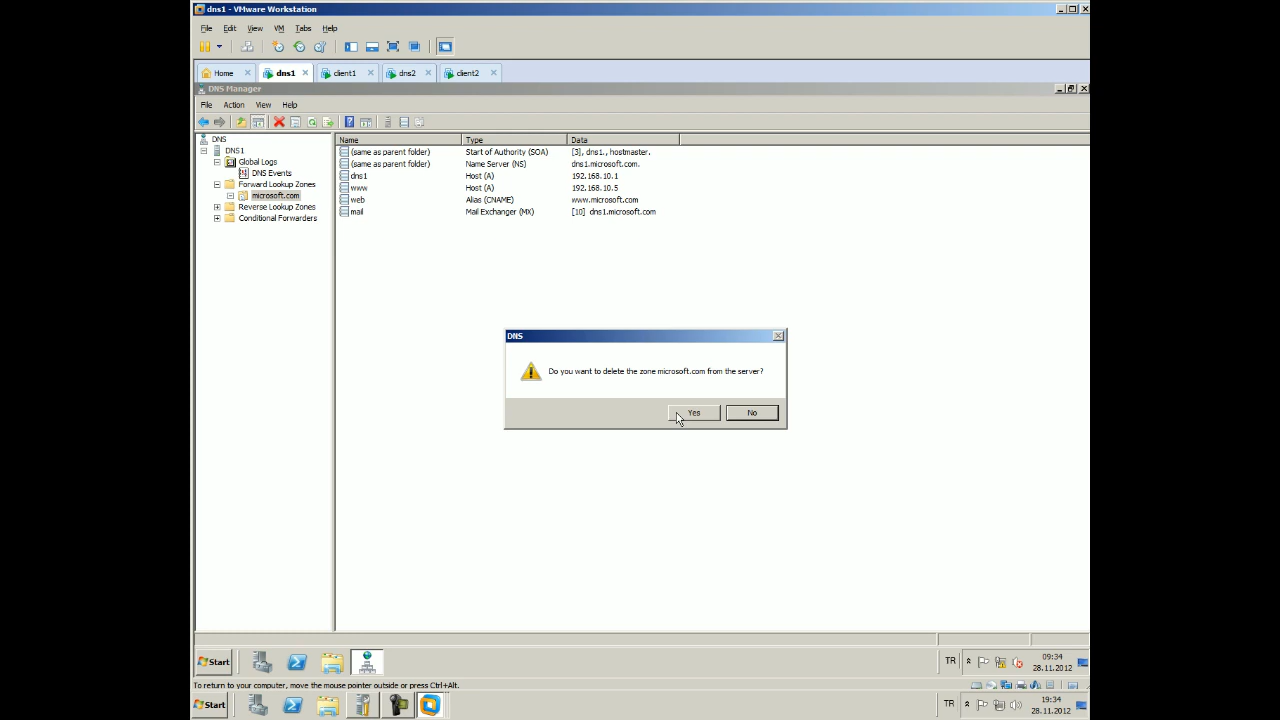 dns1 - VMware Workstation
File Edit View VM Tabs Help
Home dns1 client1 dns2 client2
DNS Manager
File Action View Help
DNS
DNS1
Global Logs
DNS Events
Forward Lookup Zones
microsoft.com
Reverse Lookup Zones
Conditional Forwarders
Name Type Data
(same as parent folder) Start of Authority (SOA) [3], dns1., hostmaster.
(same as parent folder) Name Server (NS) dns1.microsoft.com.
dns1 Host (A) 192.168.10.1
www Host (A) 192.168.10.5
web Alias (CNAME) www.microsoft.com
mail Mail Exchanger (MX) [10] dns1.microsoft.com
DNS
Do you want to delete the zone microsoft.com from the server?
Yes No
Start TR 09:34
28.11.2012
To return to your computer, move the mouse pointer outside or press Ctrl+Alt.
Start TR 19:34
28.11.2012